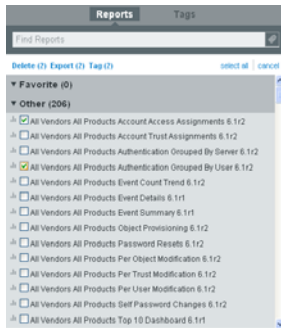 Reports Tags
Find Reports
Delete (2) Export (2) Tag (2) select all cancel
Favorite (0)
Other (206)
All Vendors All Products Account Access Assignments 6.1r2
All Vendors All Products Account Trust Assignments 6.1r2
All Vendors All Products Authentication Grouped By Server 6.1r2
All Vendors All Products Authentication Grouped By User 6.1r2
All Vendors All Products Event Count Trend 6.1r2
All Vendors All Products Event Details 6.1r1
All Vendors All Products Event Summary 6.1r1
All Vendors All Products Object Provisioning 6.1r2
All Vendors All Products Password Resets 6.1r2
All Vendors All Products Per Object Modification 6.1r2
All Vendors All Products Per Trust Modification 6.1r2
All Vendors All Products Per User Modification 6.1r2
All Vendors All Products Self Password Changes 6.1r2
All Vendors All Products Top 10 Dashboard 6.1r1